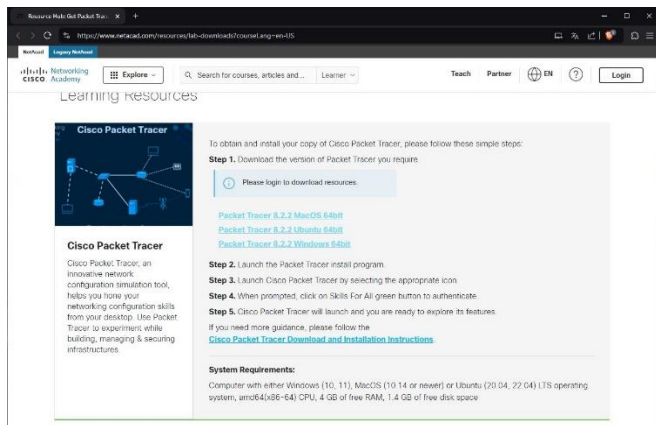 Resource Hub: Get Packet Trac
https://www.netacad.com/resources/lab-downloads?courseLang=en-US
NetAcad Legacy NetAcad
CISCO Networking Academy
Explore
Search for courses, articles and... Learner
Teach Partner EN ? Login
Learning Resources
Cisco Packet Tracer
To obtain and install your copy of Cisco Packet Tracer, please follow these simple steps:
Step 1. Download the version of Packet Tracer you require.
Please login to download resources.
Packet Tracer 8.2.2 MacOS 64bit
Packet Tracer 8.2.2 Ubuntu 64bit
Packet Tracer 8.2.2 Windows 64bit
Cisco Packet Tracer
Cisco Packet Tracer, an
innovative network
configuration simulation tool,
helps you hone your
networking configuration skills
from your desktop. Use Packet
Tracer to experiment while
building, managing & securing
infrastructures.
Step 2. Launch the Packet Tracer install program.
Step 3. Launch Cisco Packet Tracer by selecting the appropriate icon.
Step 4. When prompted, click on Skills For All green button to authenticate.
Step 5. Cisco Packet Tracer will launch and you are ready to explore its features.
If you need more guidance, please follow the
Cisco Packet Tracer Download and Installation Instructions.
System Requirements:
Computer with either Windows (10, 11), MacOS (10.14 or newer) or Ubuntu (20.04, 22.04) LTS operating
system, amd64(x86-64) CPU, 4 GB of free RAM, 1.4 GB of free disk space